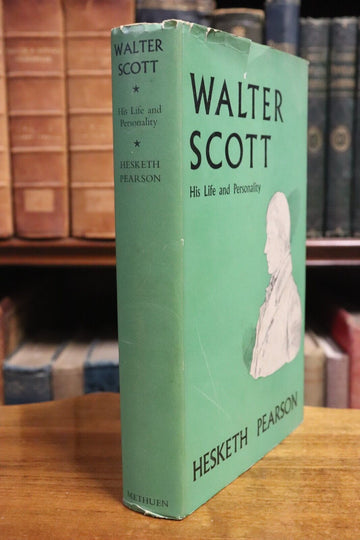 WALTER
SCOTT
His Life and
Personality
HESKETH
PEARSON
METHUEN
WALTER
SCOTT
His Life and Personality
HESKETH PEARSON